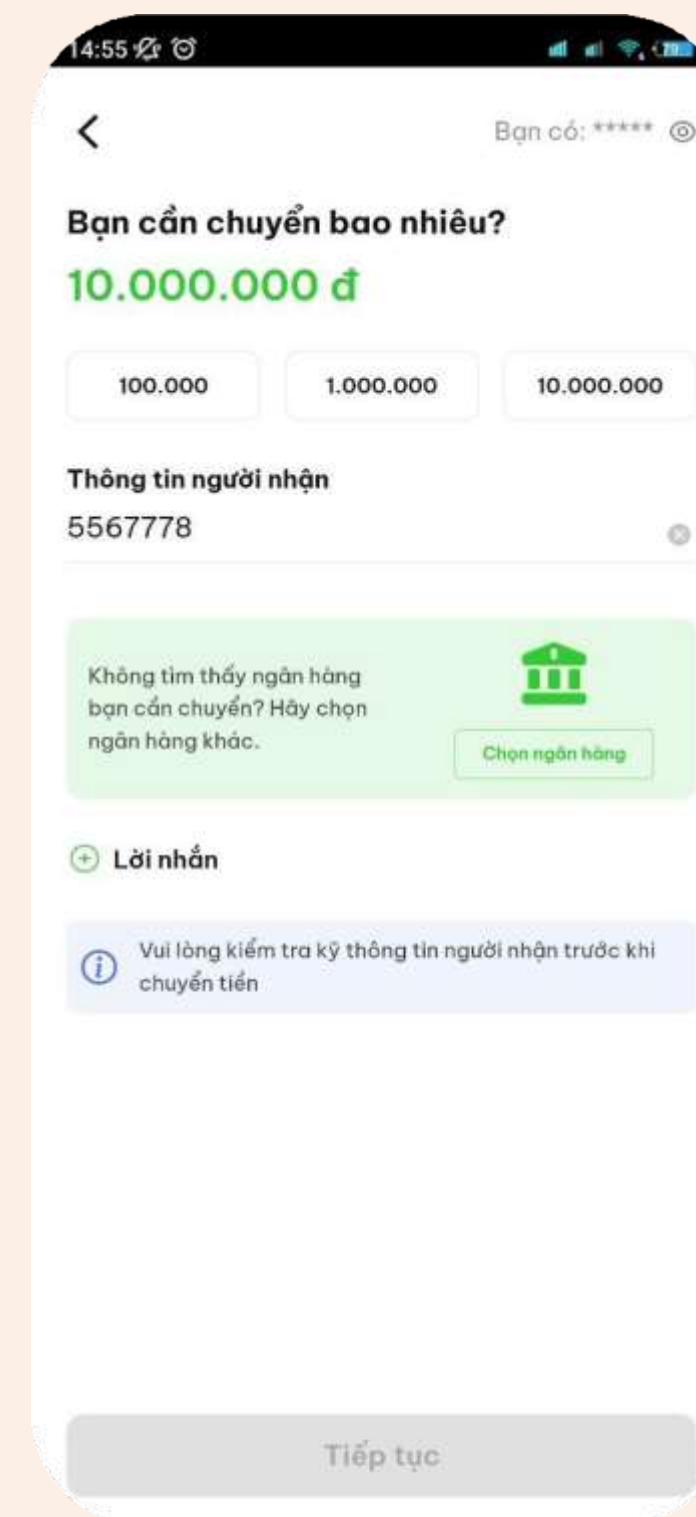 14:55
79
Bạn có: *****
Bạn cần chuyển bao nhiêu?
10.000.000 đ
100.000
1.000.000
10.000.000
Thông tin người nhận
5567778
Không tìm thấy ngân hàng
bạn cần chuyển? Hãy chọn
ngân hàng khác.
Chọn ngân hàng
Lời nhắn
Vui lòng kiểm tra kỹ thông tin người nhận trước khi
chuyển tiền
Tiếp tục